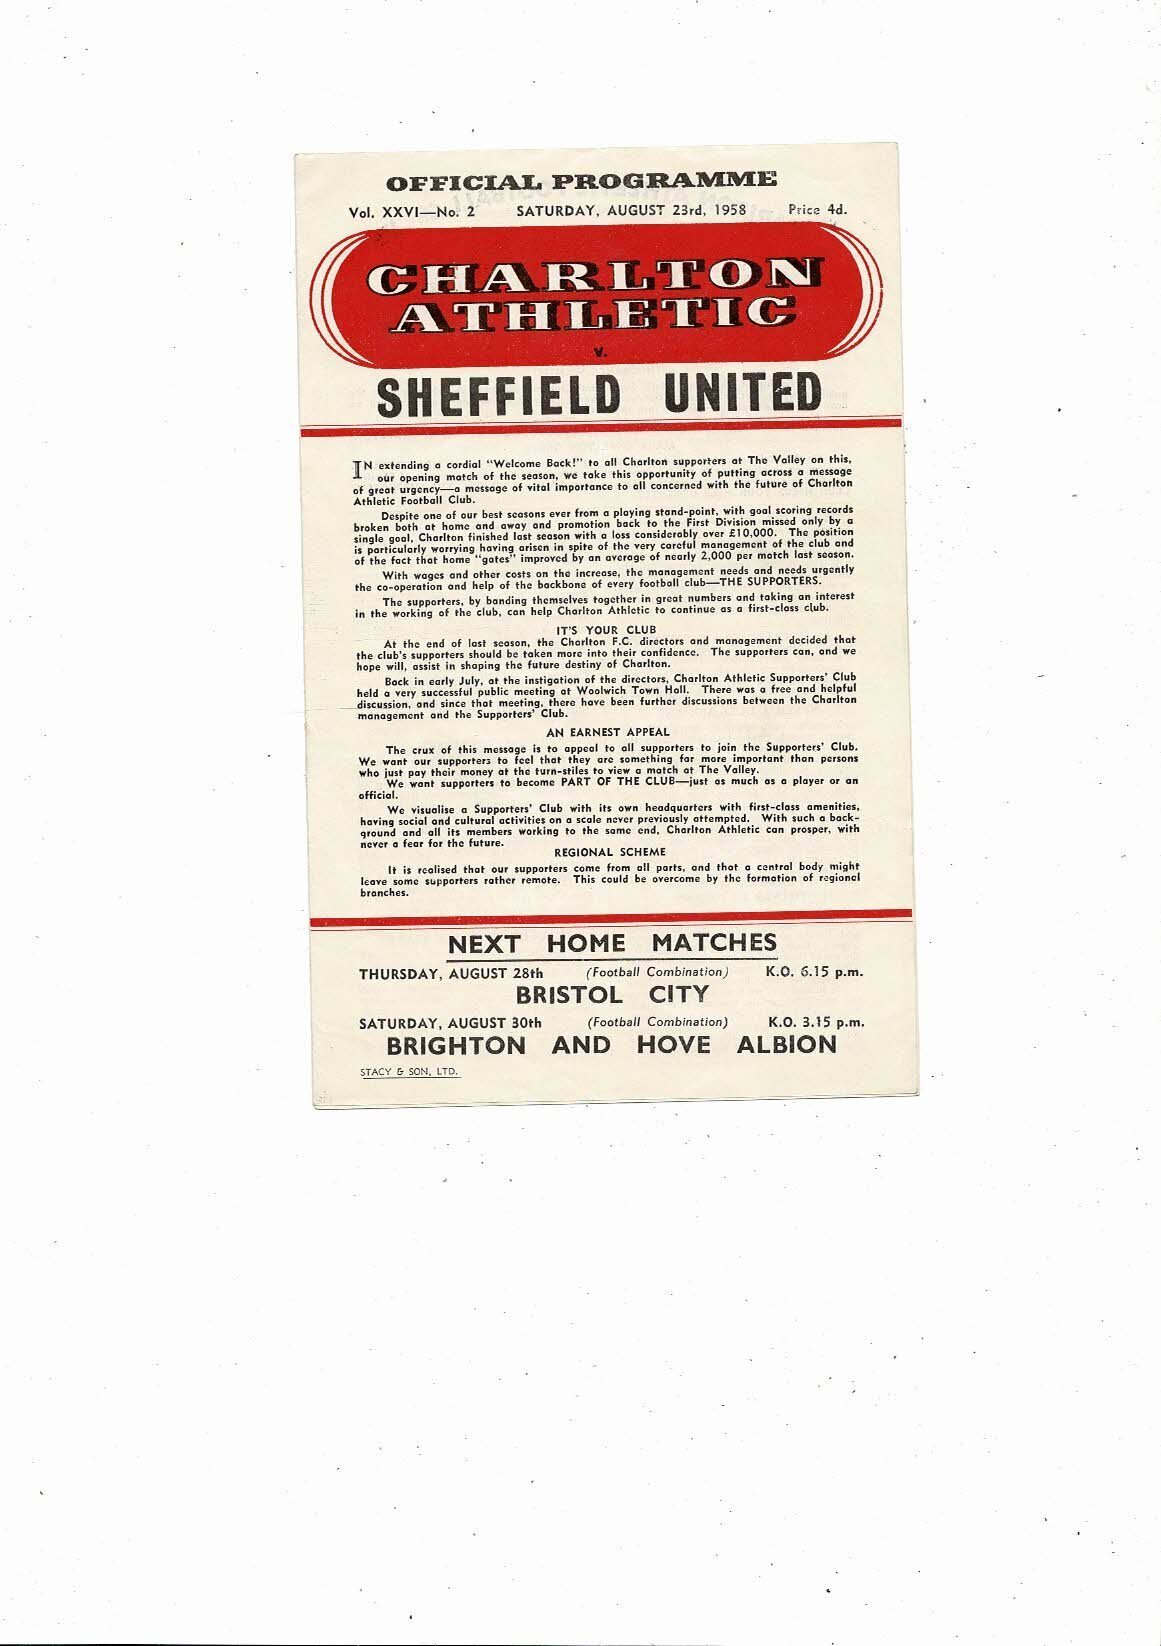 OFFICIAL PROGRAMME
Vol. XXVI—No. 2 SATURDAY, AUGUST 23rd, 1958 Price 4d.
CHARLTON
ATHLETIC
v.
SHEFFIELD UNITED
IN extending a cordial "Welcome Back!" to all Charlton supporters at The Valley on this,
our opening match of the season, we take this opportunity of putting across a message
of great urgency—a message of vital importance to all concerned with the future of Charlton
Athletic Football Club.
Despite one of our best seasons ever from a playing stand-point, with goal scoring records
broken both at home and away and promotion back to the First Division missed only by a
single goal, Charlton finished last season with a loss considerably over £10,000. The position
is particularly worrying having arisen in spite of the very careful management of the club and
of the fact that home "gates" improved by an average of nearly 2,000 per match last season.
With wages and other costs on the increase, the management needs and needs urgently
the co-operation and help of the backbone of every football club—THE SUPPORTERS.
The supporters, by banding themselves together in great numbers and taking an interest
in the working of the club, can help Charlton Athletic to continue as a first-class club.
IT'S YOUR CLUB
At the end of last season, the Charlton F.C. directors and management decided that
the club's supporters should be taken more into their confidence. The supporters can, and we
hope will, assist in shaping the future destiny of Charlton.
Back in early July, at the instigation of the directors, Charlton Athletic Supporters' Club
held a very successful public meeting at Woolwich Town Hall. There was a free and helpful
discussion, and since that meeting, there have been further discussions between the Charlton
management and the Supporters' Club.
AN EARNEST APPEAL
The crux of this message is to appeal to all supporters to join the Supporters' Club.
We want our supporters to feel that they are something far more important than persons
who just pay their money at the turn-stiles to view a match at The Valley.
We want supporters to become PART OF THE CLUB—just as much as a player or an
official.
We visualise a Supporters' Club with its own headquarters with first-class amenities,
having social and cultural activities on a scale never previously attempted. With such a back-
ground and all its members working to the same end, Charlton Athletic can prosper, with
never a fear for the future.
REGIONAL SCHEME
It is realised that our supporters come from all parts, and that a central body might
leave some supporters rather remote. This could be overcome by the formation of regional
branches.
NEXT HOME MATCHES
THURSDAY, AUGUST 28th (Football Combination) K.O. 6.15 p.m.
BRISTOL CITY
SATURDAY, AUGUST 30th (Football Combination) K.O. 3.15 p.m.
BRIGHTON AND HOVE ALBION
STACY & SON, LTD.